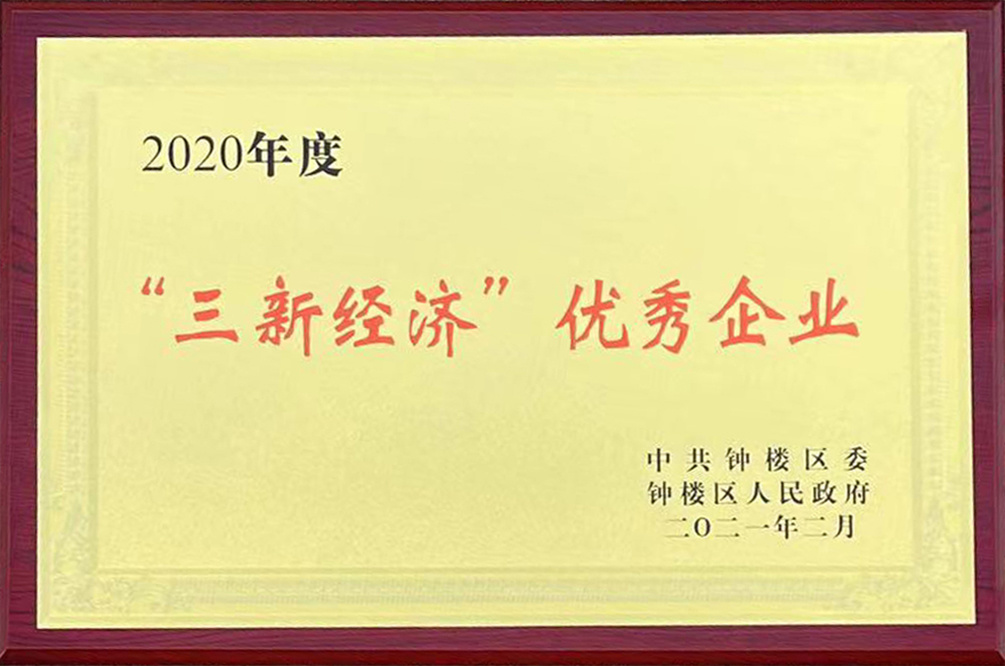 2020年度
“三新经济”优秀企业
中共钟楼区委
钟楼区人民政府
二〇二一年二月